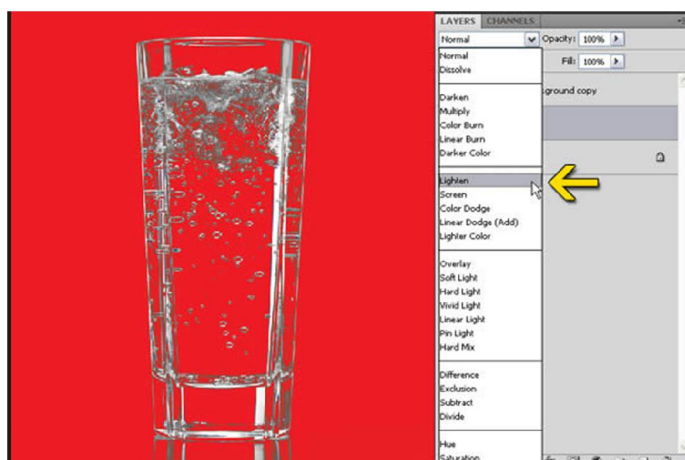 LAYERS CHANNELS
Normal Opacity: 100%
Normal Fill: 100%
Dissolve
ground copy
Darken
Multiply
Color Burn
Linear Burn
Darker Color
Lighten
Screen
Color Dodge
Linear Dodge (Add)
Lighter Color
Overlay
Soft Light
Hard Light
Vivid Light
Linear Light
Pin Light
Hard Mix
Difference
Exclusion
Subtract
Divide
Hue
Saturation